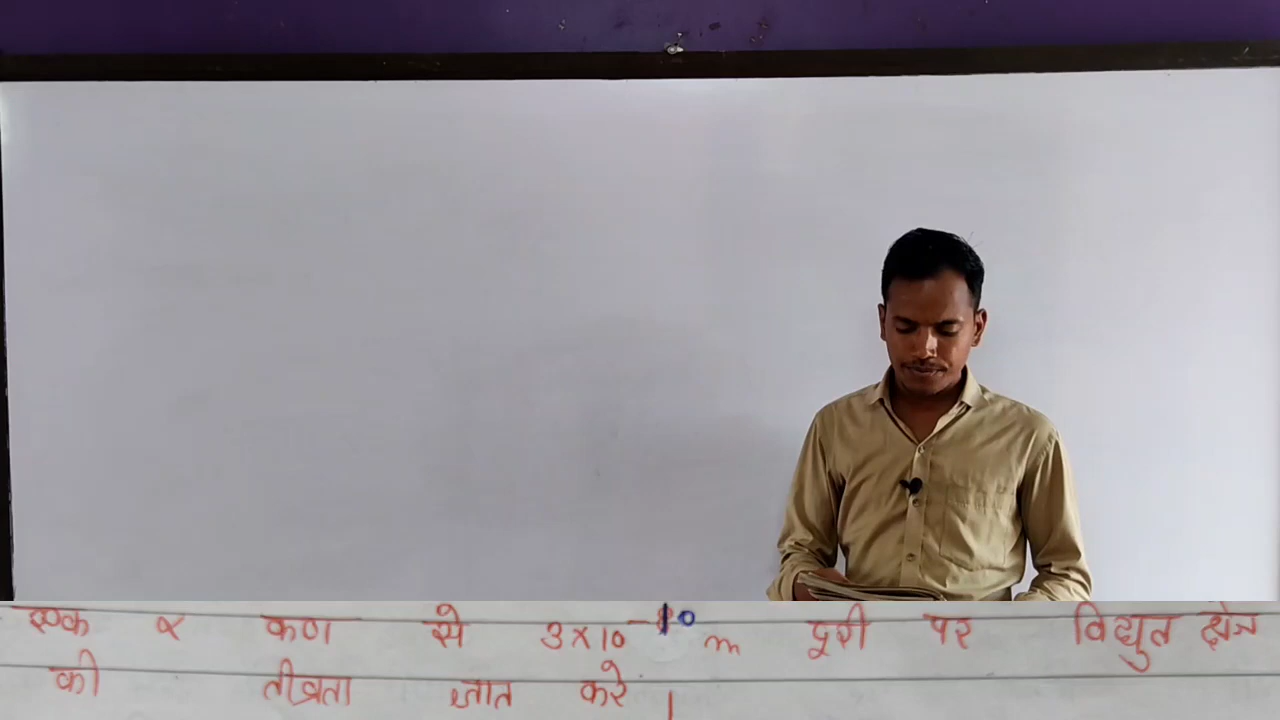 एक α कण से 3×10⁻¹⁰ m दूरी पर विद्युत क्षेत्र
की तीव्रता ज्ञात करे ।